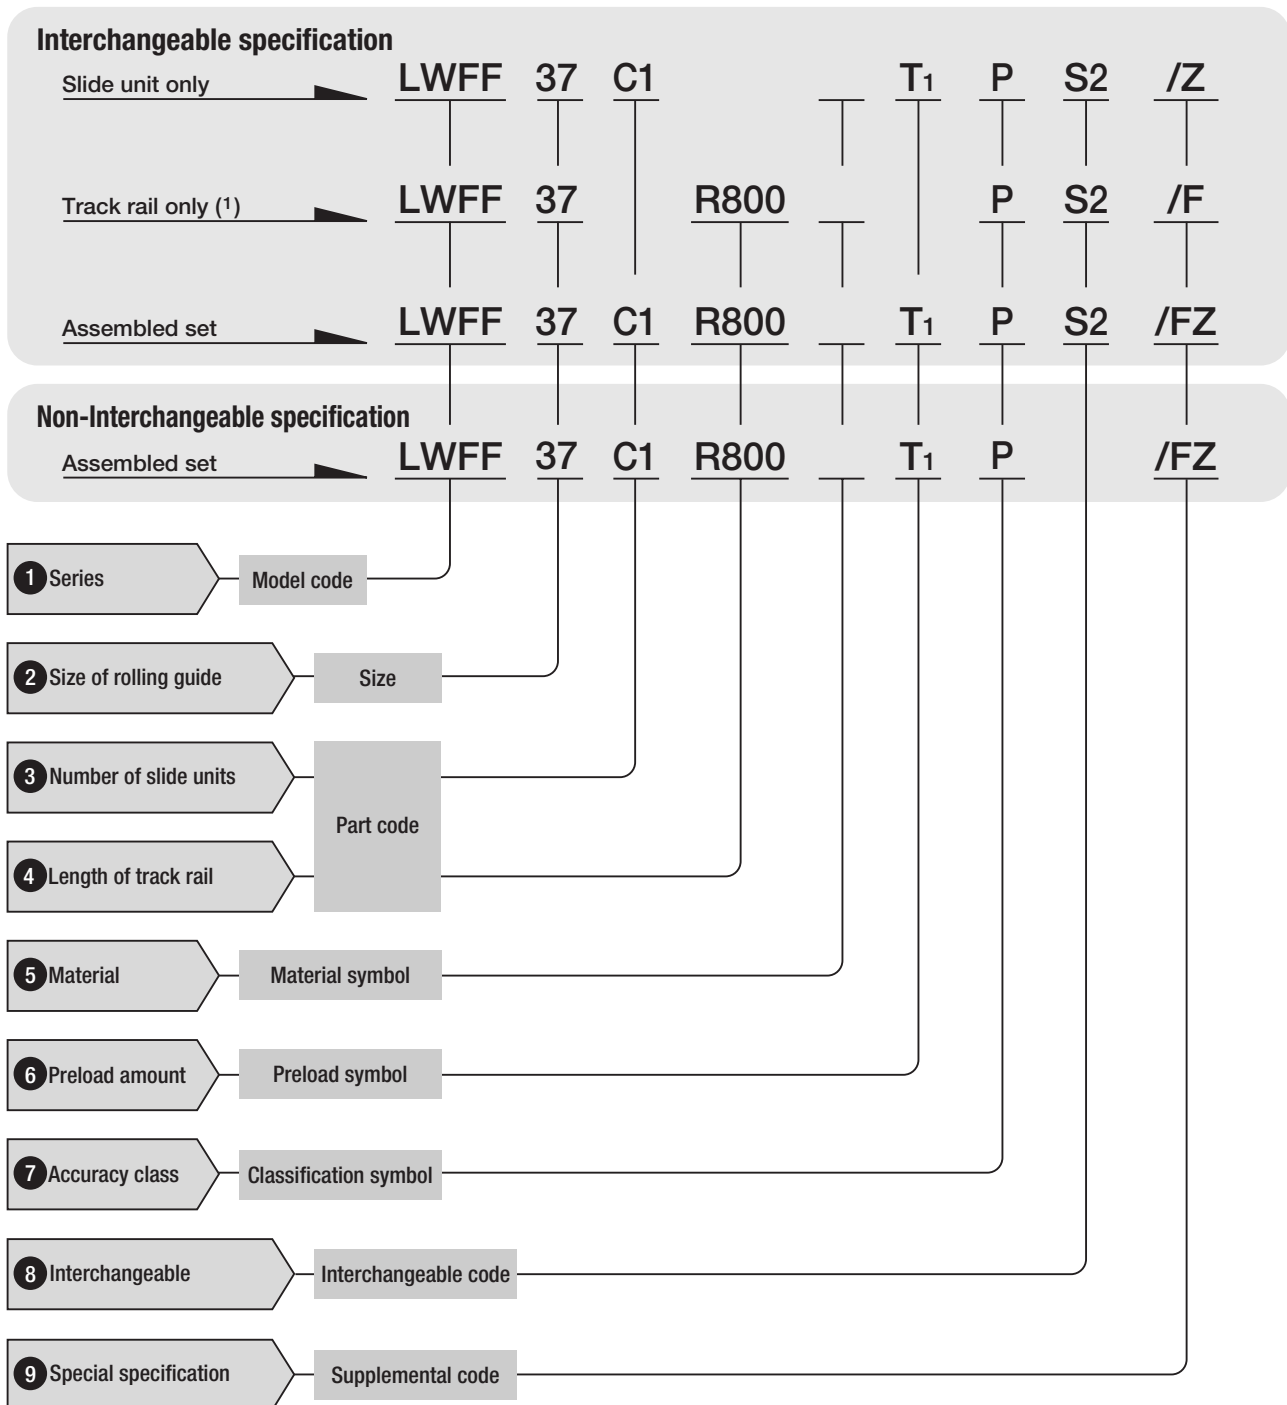 Interchangeable specification
Slide unit only LWFF 37 C1 T1 P S2 /Z
Track rail only (1) LWFF 37 R800 P S2 /F
Assembled set LWFF 37 C1 R800 T1 P S2 /FZ
Non-Interchangeable specification
Assembled set LWFF 37 C1 R800 T1 P /FZ
1 Series Model code
2 Size of rolling guide Size
3 Number of slide units
Part code
4 Length of track rail
5 Material Material symbol
6 Preload amount Preload symbol
7 Accuracy class Classification symbol
8 Interchangeable Interchangeable code
9 Special specification Supplemental code